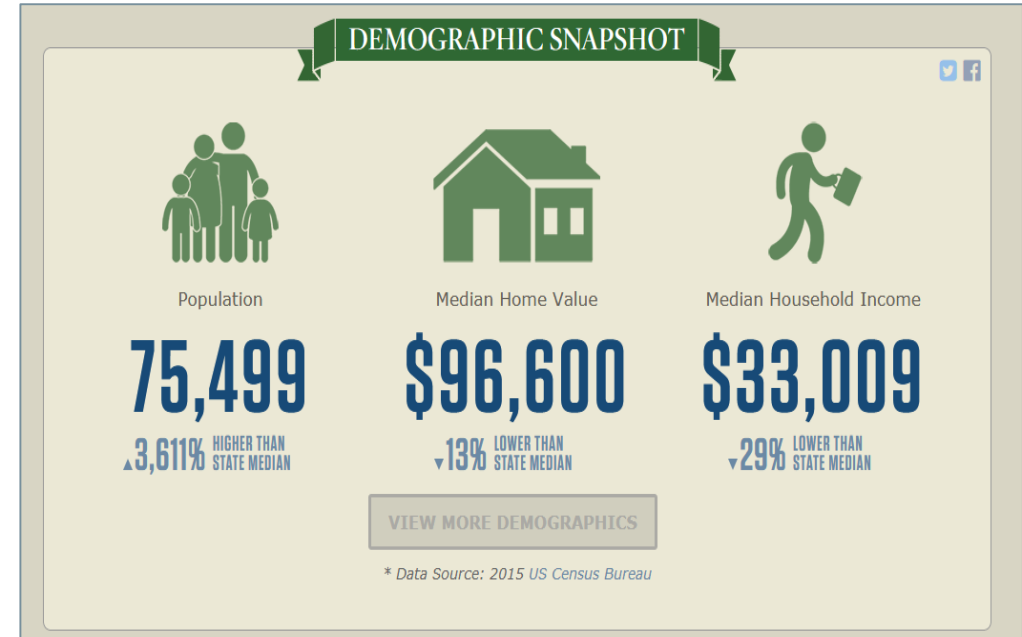 DEMOGRAPHIC SNAPSHOT
Population
75,499
▲3,611% HIGHER THAN
STATE MEDIAN
Median Home Value
$96,600
▼13% LOWER THAN
STATE MEDIAN
Median Household Income
$33,009
▼29% LOWER THAN
STATE MEDIAN
VIEW MORE DEMOGRAPHICS
* Data Source: 2015 US Census Bureau